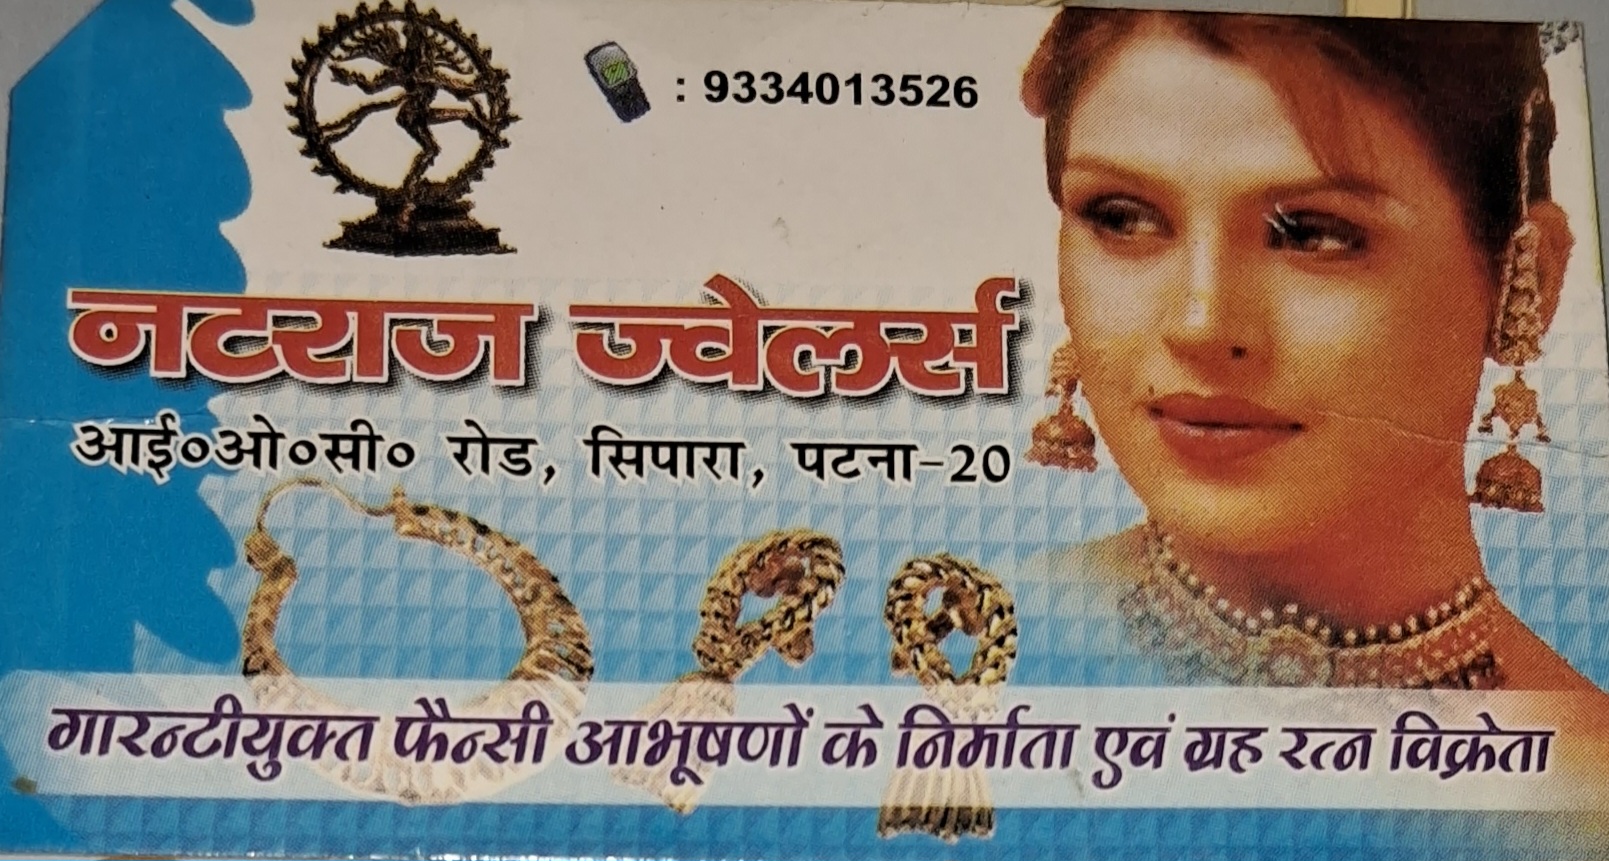 : 9334013526
नटराज ज्वेलर्स
आई०ओ०सी० रोड, सिपारा, पटना-20
गारन्टीयुक्त फैन्सी आभूषणों के निर्माता एवं ग्रह रत्न विक्रेता